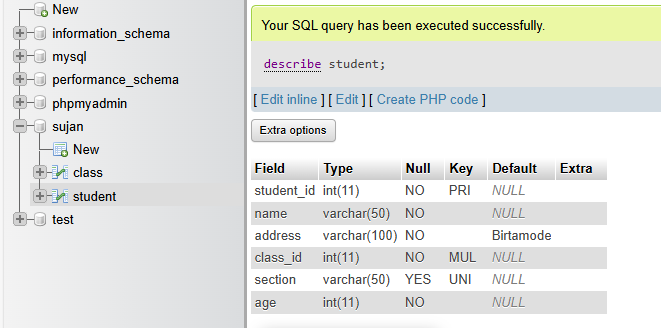 New
information_schema
mysql
performance_schema
phpmyadmin
sujan
New
class
student
test
Your SQL query has been executed successfully.
describe student;
[ Edit inline ] [ Edit ] [ Create PHP code ]
Extra options
Field Type Null Key Default Extra
student_id int(11) NO PRI NULL
name varchar(50) NO NULL
address varchar(100) NO Birtamode
class_id int(11) NO MUL NULL
section varchar(50) YES UNI NULL
age int(11) NO NULL